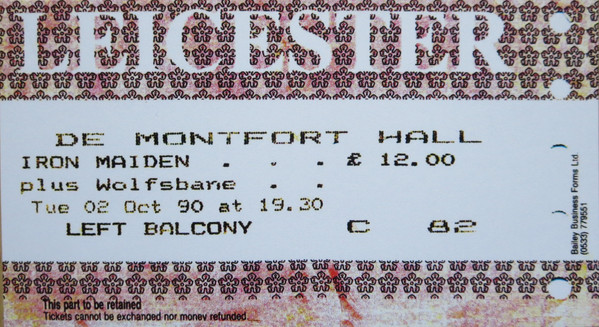 LEICESTER
DE MONTFORT HALL
IRON MAIDEN . . . £ 12.00
plus Wolfsbane . .
Tue 02 Oct 90 at 19.30
LEFT BALCONY C 82
This part to be retained
Tickets cannot be exchanged nor money refunded.
Bailey Business Forms Ltd.
(0533) 779551